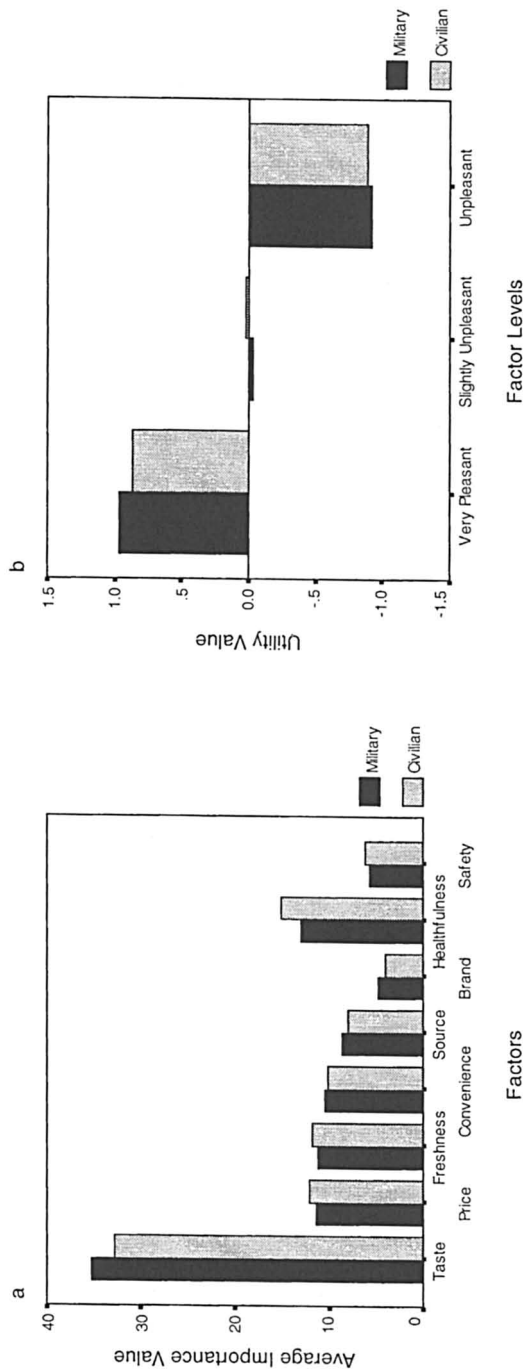 a
Average Importance Value
40
30
20
10
0
Taste
Price
Freshness
Convenience
Source
Brand
Healthfulness
Safety
Factors
Military
Civilian
b
Utility Value
1.5
1.0
.5
0.0
-.5
-1.0
-1.5
Very Pleasant
Slightly Unpleasant
Unpleasant
Factor Levels
Military
Civilian